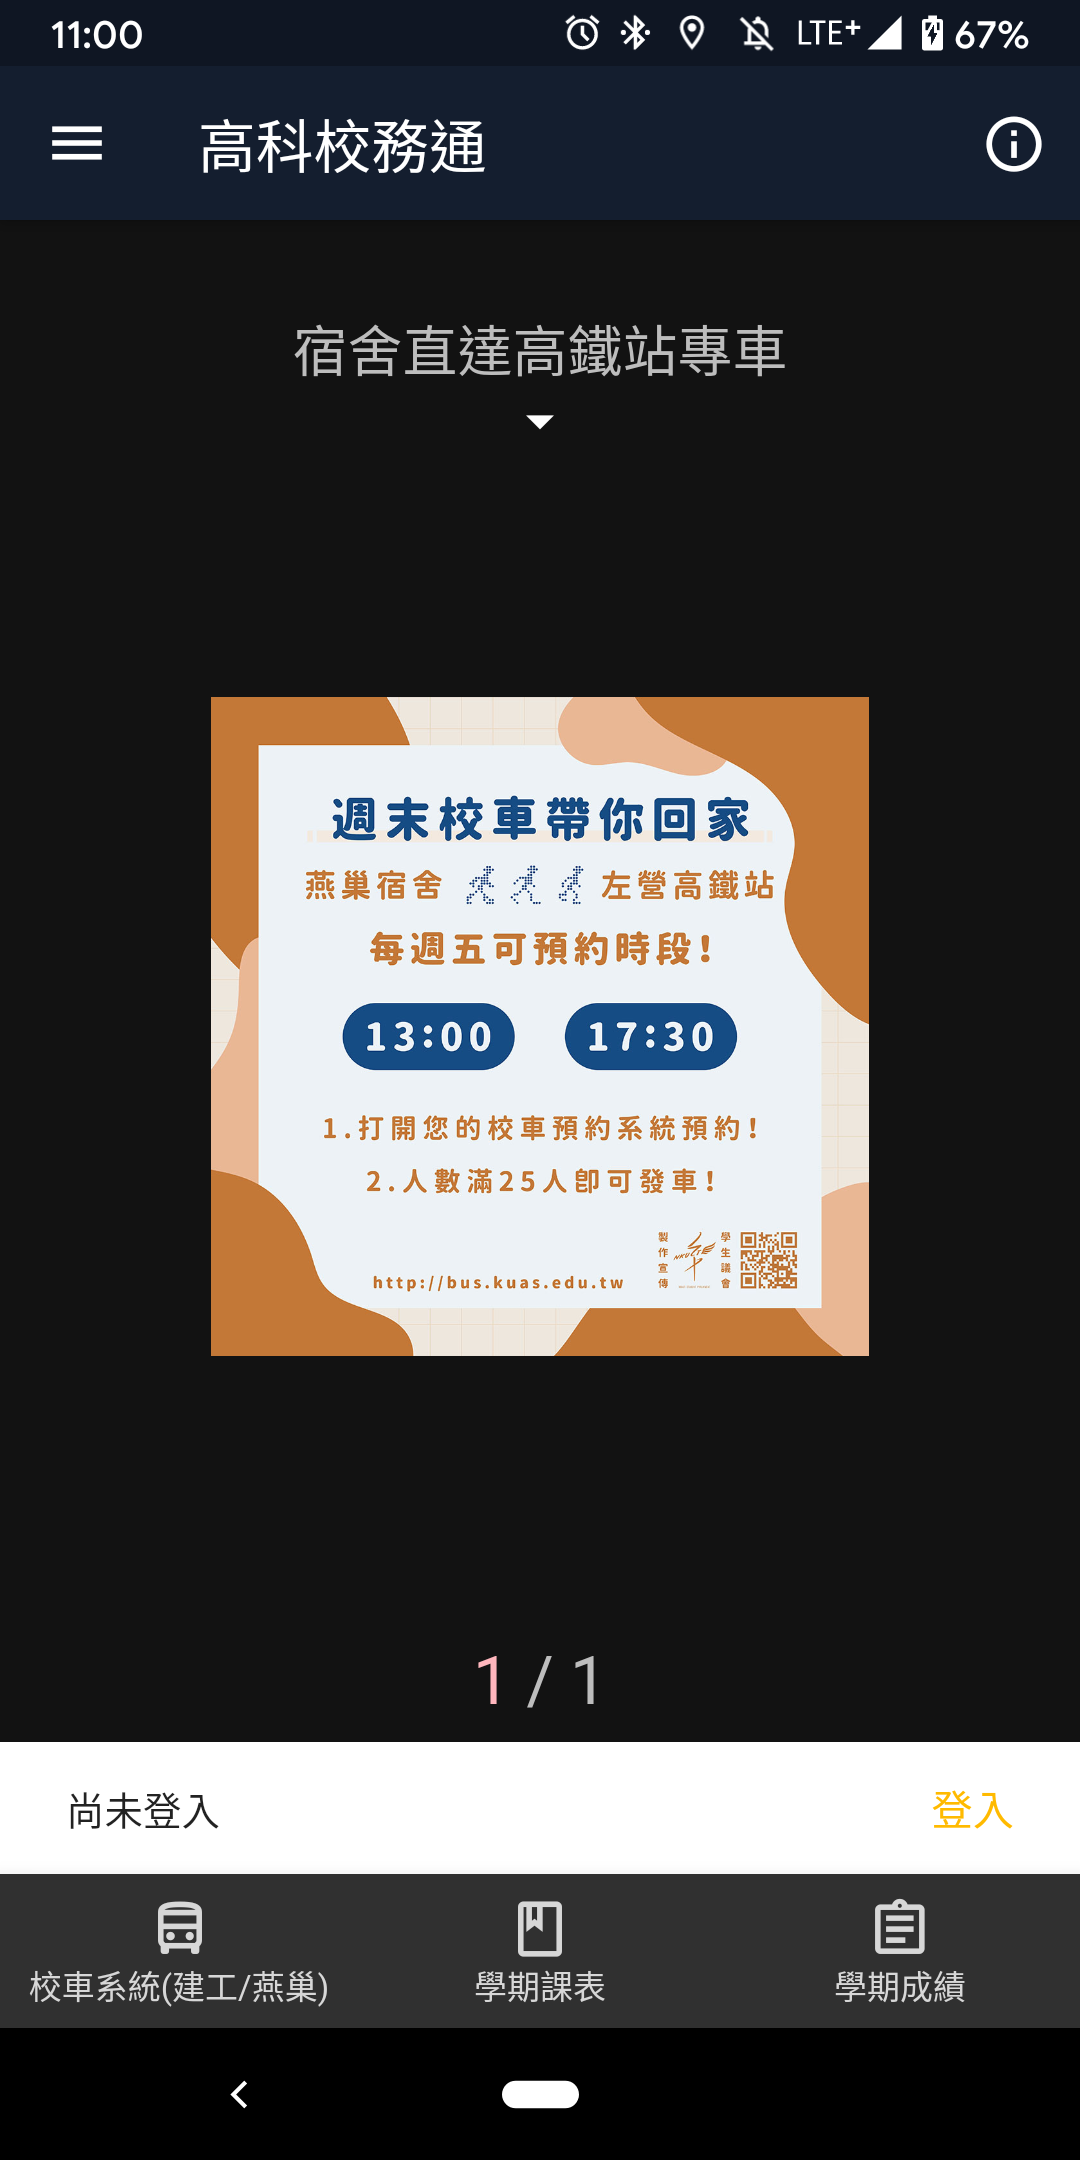 11:00
LTE+
67%
高科校務通
宿舍直達高鐵站專車
週末校車帶你回家
燕巢宿舍 左營高鐵站
每週五可預約時段!
13:00 17:30
1.打開您的校車預約系統預約!
2.人數滿25人即可發車!
製作宣傳
學生議會
http://bus.kuas.edu.tw
1 / 1
尚未登入
登入
校車系統(建工/燕巢)
學期課表
學期成績